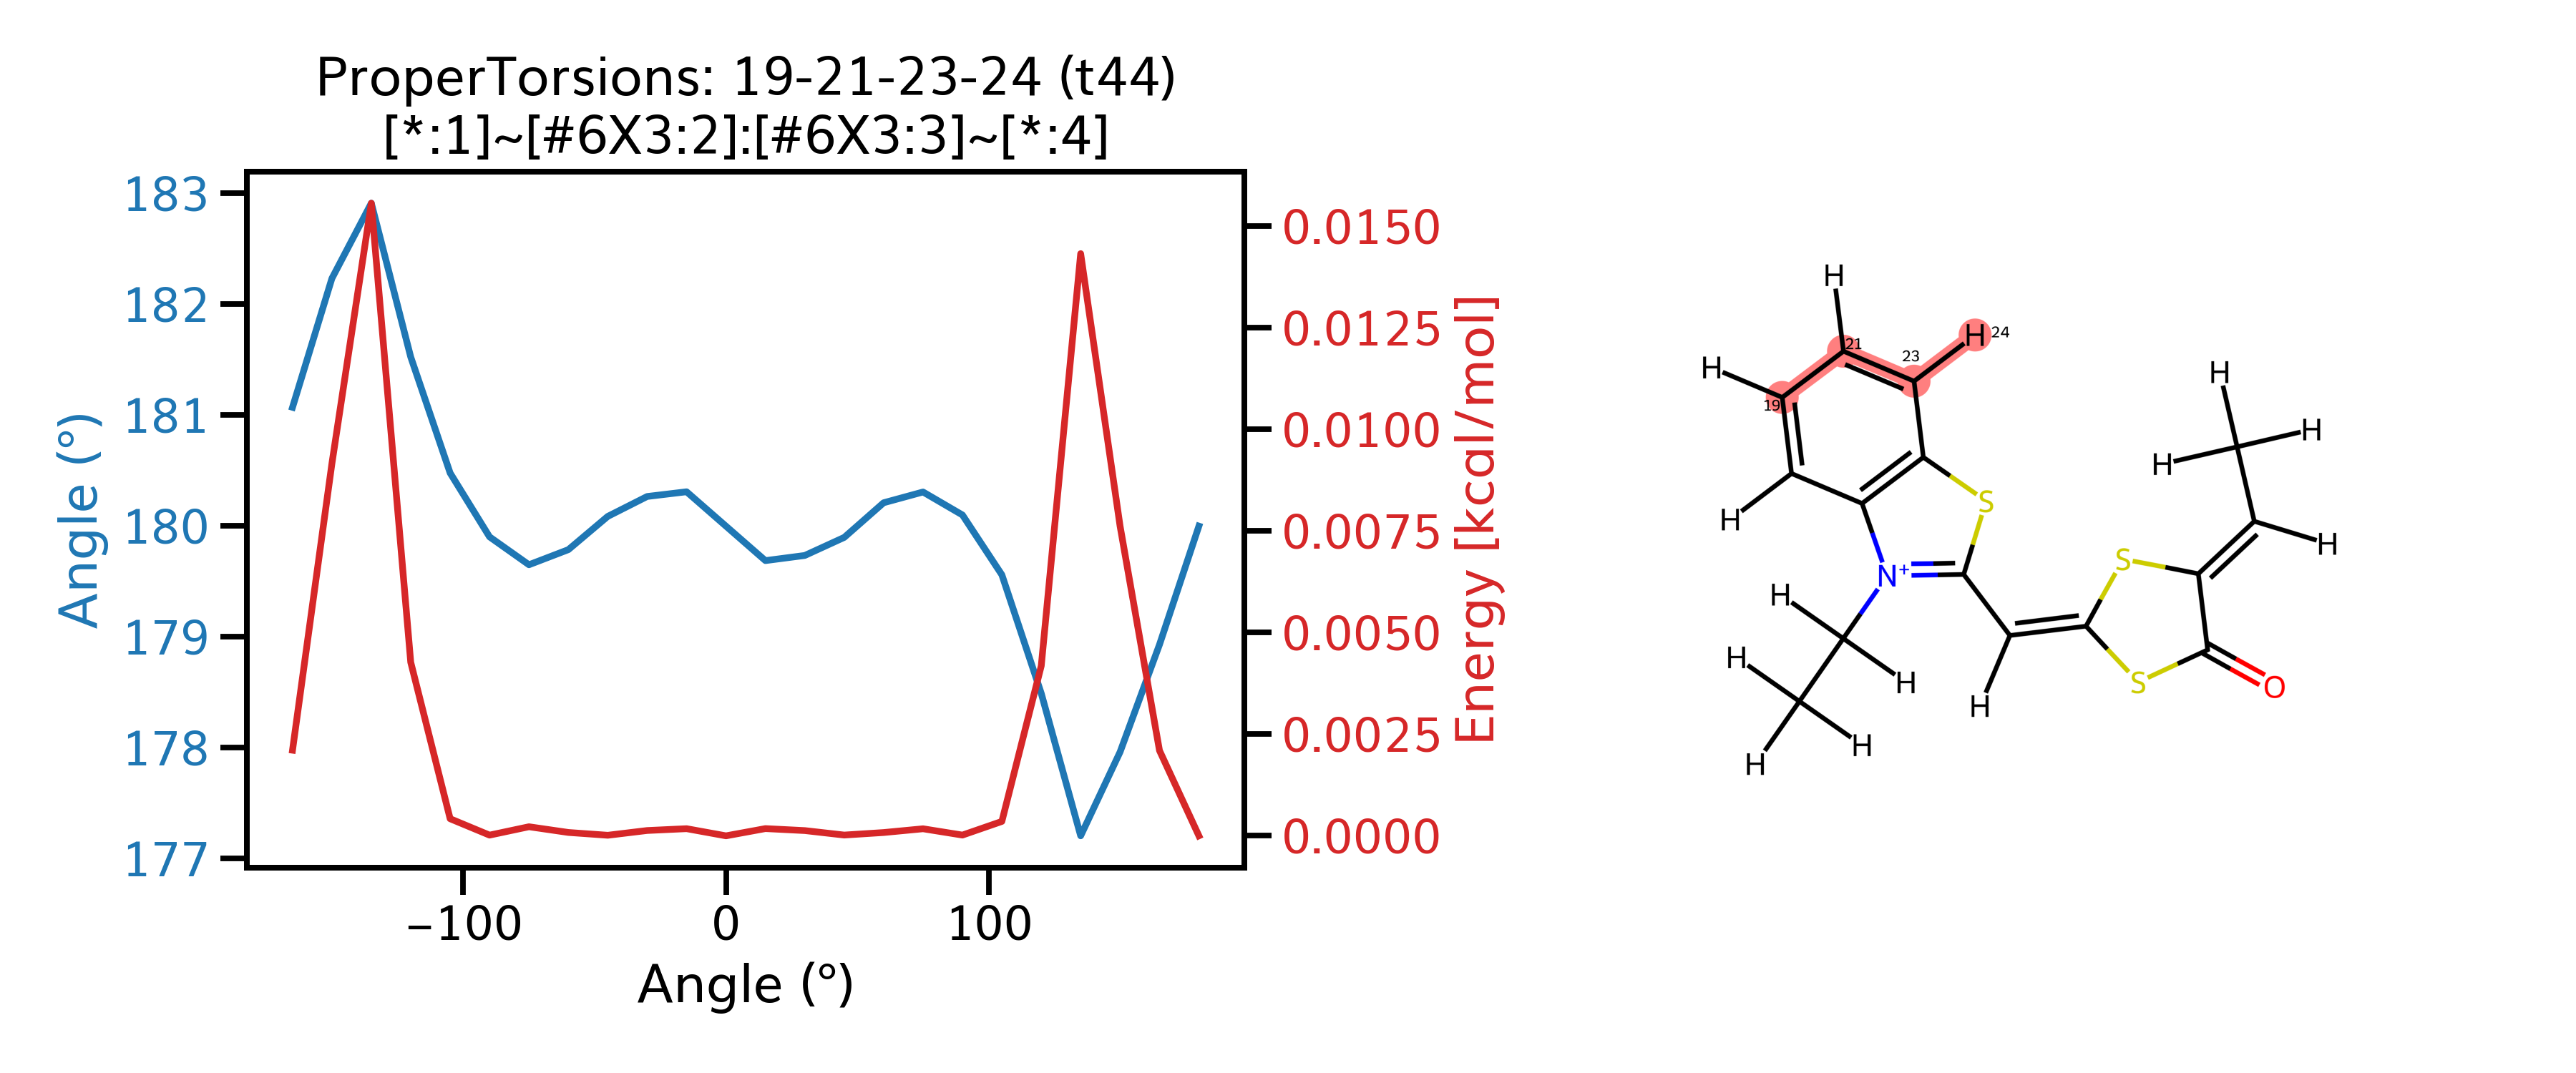 ProperTorsions: 19-21-23-24 (t44)
[*:1]~[#6X3:2]:[#6X3:3]~[*:4]
183
182
181
180
179
178
177
Angle (°)
0.0150
0.0125
0.0100
0.0075
0.0050
0.0025
0.0000
Energy [kcal/mol]
−100
0
100
Angle (°)
H
H 24
21
23
H
19
H
H
H
H
S
H
S
N+
H
H
S
O
H
H
H
H
H